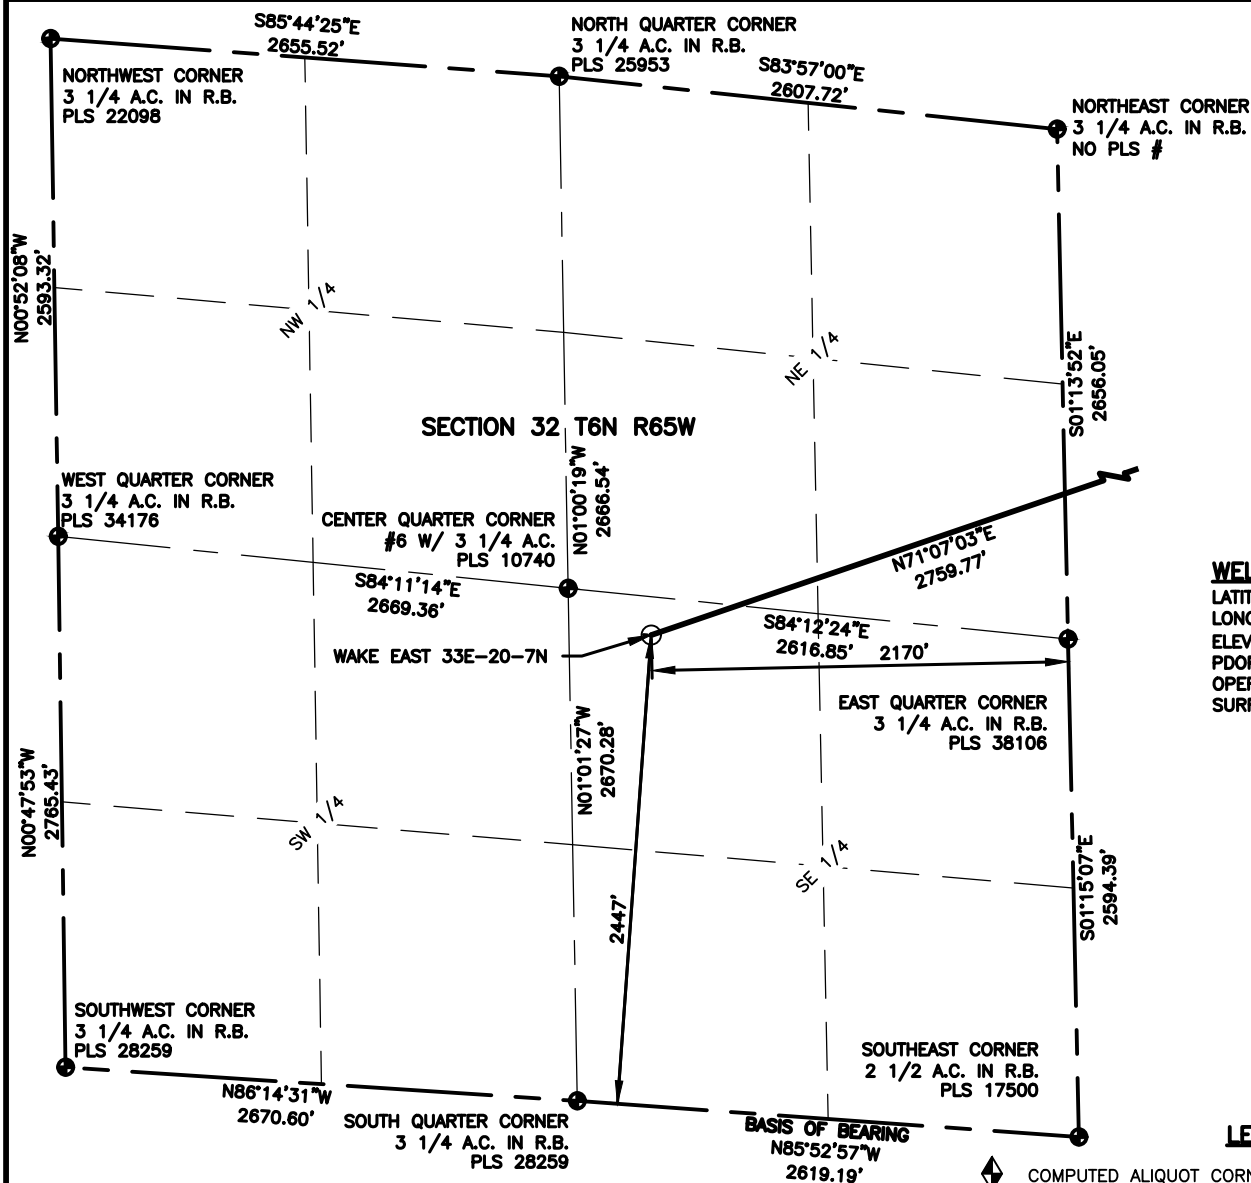 S85°44'25"E
2655.52'
NORTH QUARTER CORNER
3 1/4 A.C. IN R.B.
PLS 25953
S83°57'00"E
2607.72'
NORTHWEST CORNER
3 1/4 A.C. IN R.B.
PLS 22098
NORTHEAST CORNER
3 1/4 A.C. IN R.B.
NO PLS #
N00°52'08"W
2593.32'
NW 1/4
NE 1/4
S01°13'52"E
2656.05'
SECTION 32 T6N R65W
WEST QUARTER CORNER
3 1/4 A.C. IN R.B.
PLS 34176
N01°00'19"W
2666.54'
CENTER QUARTER CORNER
#6 W/ 3 1/4 A.C.
PLS 10740
N71°07'03"E
2759.77'
S84°11'14"E
2669.36'
S84°12'24"E
2616.85'
2170'
WAKE EAST 33E-20-7N
EAST QUARTER CORNER
3 1/4 A.C. IN R.B.
PLS 38106
N01°01'27"W
2670.28'
N00°47'53"W
2765.43'
SW 1/4
SE 1/4
2447'
S01°15'07"E
2594.39'
SOUTHWEST CORNER
3 1/4 A.C. IN R.B.
PLS 28259
SOUTHEAST CORNER
2 1/2 A.C. IN R.B.
PLS 17500
N86°14'31"W
2670.60'
SOUTH QUARTER CORNER
3 1/4 A.C. IN R.B.
PLS 28259
BASIS OF BEARING
N85°52'57"W
2619.19'
WEL
LATIT
LONG
ELEV
PDOP
OPER
SURF
LE
COMPUTED ALIQUOT CORN